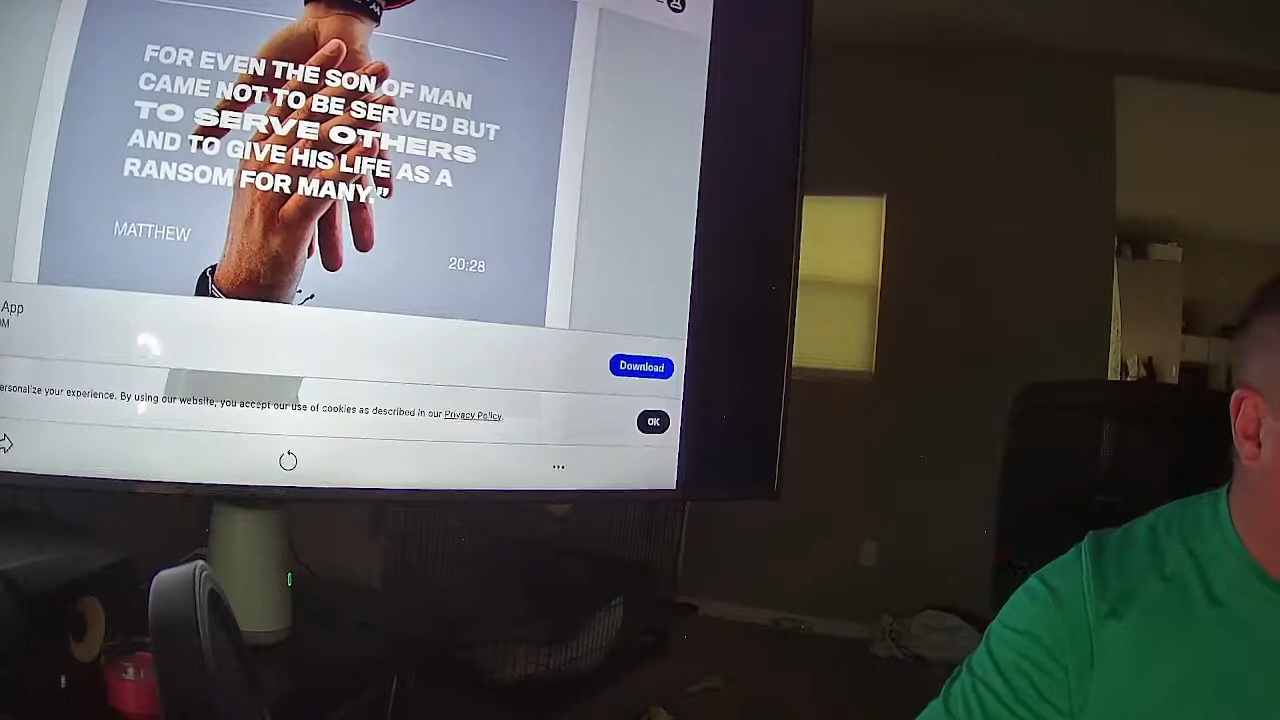 FOR EVEN THE SON OF MAN
CAME NOT TO BE SERVED BUT
TO SERVE OTHERS
AND TO GIVE HIS LIFE AS A
RANSOM FOR MANY.”
MATTHEW
20:28
App
Download
ersonalize your experience. By using our website, you accept our use of cookies as described in our Privacy Policy.
OK